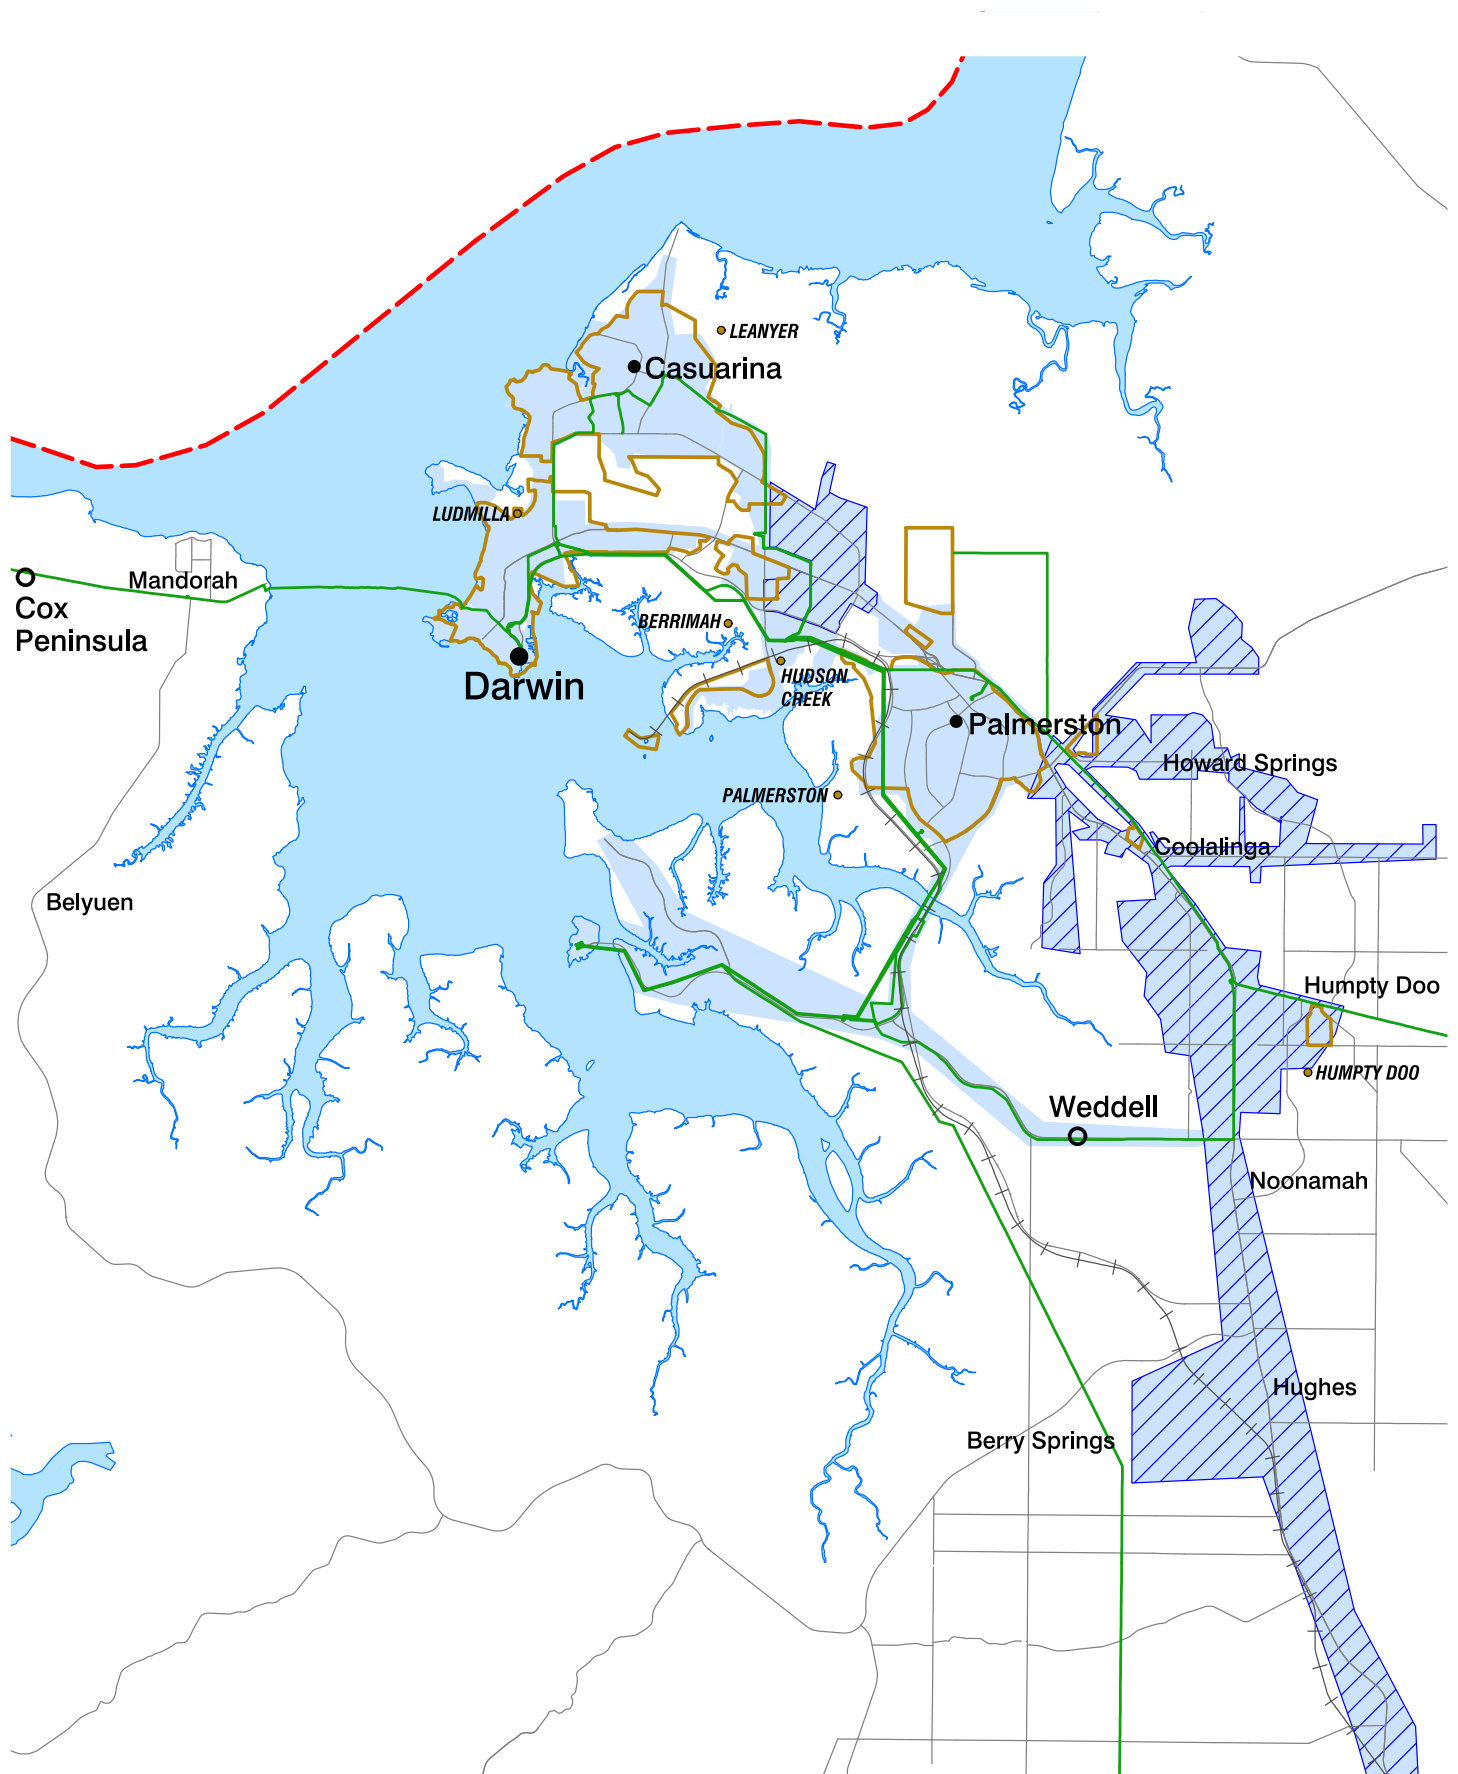 LEANYER
Casuarina
LUDMILLA
Mandorah
Cox
Peninsula
BERRIMAH
Darwin
HUDSON
CREEK
Palmerston
Howard Springs
PALMERSTON
Coolalinga
Belyuen
Humpty Doo
HUMPTY DOO
Weddell
Noonamah
Hughes
Berry Springs